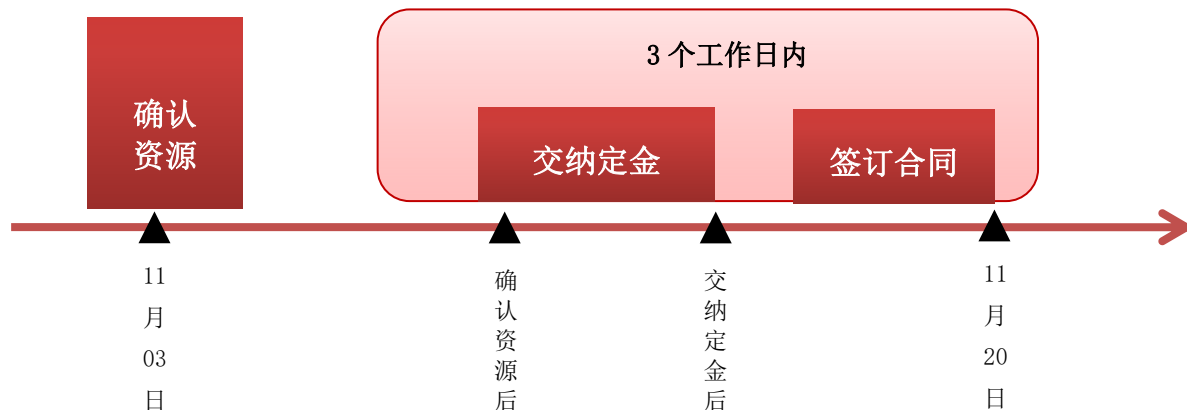 3 个工作日内
确认
资源
交纳定金
签订合同
11
月
03
日
确
认
资
源
后
交
纳
定
金
后
11
月
20
日